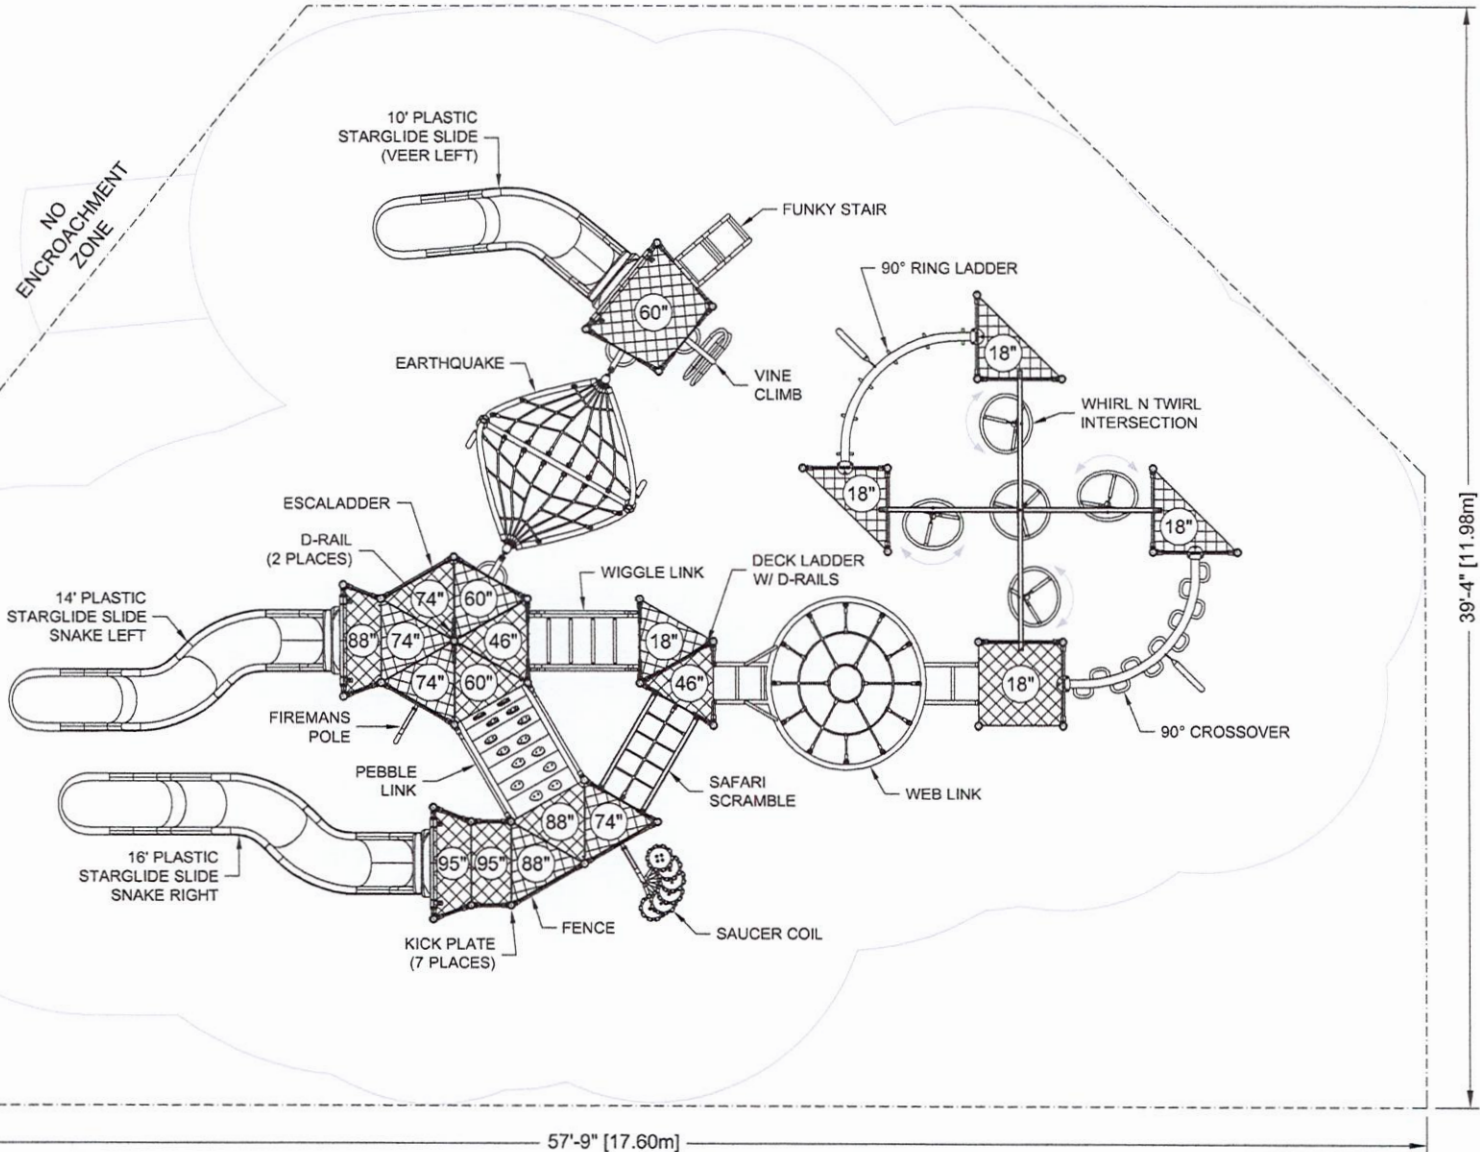 10' PLASTIC
STARGLIDE SLIDE
(VEER LEFT)
NO
ENCROACHMENT
ZONE
FUNKY STAIR
90° RING LADDER
60"
18"
EARTHQUAKE
VINE
CLIMB
WHIRL N TWIRL
INTERSECTION
18"
18"
39'-4" [11.98m]
ESCALADDER
D-RAIL
(2 PLACES)
WIGGLE LINK
DECK LADDER
W/ D-RAILS
14' PLASTIC
STARGLIDE SLIDE
SNAKE LEFT
74"
60"
88"
74"
46"
18"
74"
60"
46"
18"
FIREMANS
POLE
90° CROSSOVER
PEBBLE
LINK
SAFARI
SCRAMBLE
WEB LINK
88"
74"
16' PLASTIC
STARGLIDE SLIDE
SNAKE RIGHT
95"
95"
88"
FENCE
SAUCER COIL
KICK PLATE
(7 PLACES)
57'-9" [17.60m]